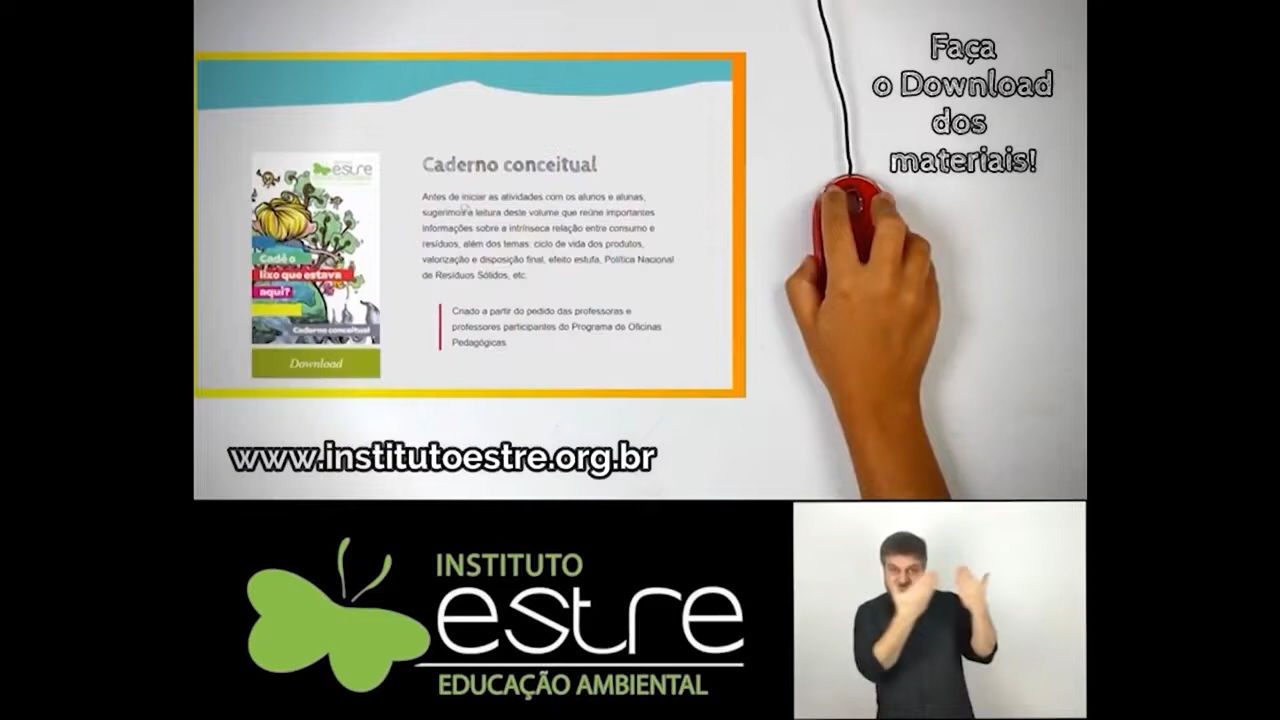 Faça
o Download
dos
materiais!
estre
Cadê o
lixo que estava
aqui?
Caderno conceitual
Download
Caderno conceitual
Antes de iniciar as atividades com os alunos e alunas,
sugerimos a leitura deste volume que reúne importantes
informações sobre a intrínseca relação entre consumo e
resíduos, além dos temas: ciclo de vida dos produtos,
valorização e disposição final, efeito estufa, Política Nacional
de Resíduos Sólidos, etc.
Criado a partir do pedido das professoras e
professores participantes do Programa de Oficinas
Pedagógicas
www.institutoestre.org.br
INSTITUTO
estre
EDUCAÇÃO AMBIENTAL